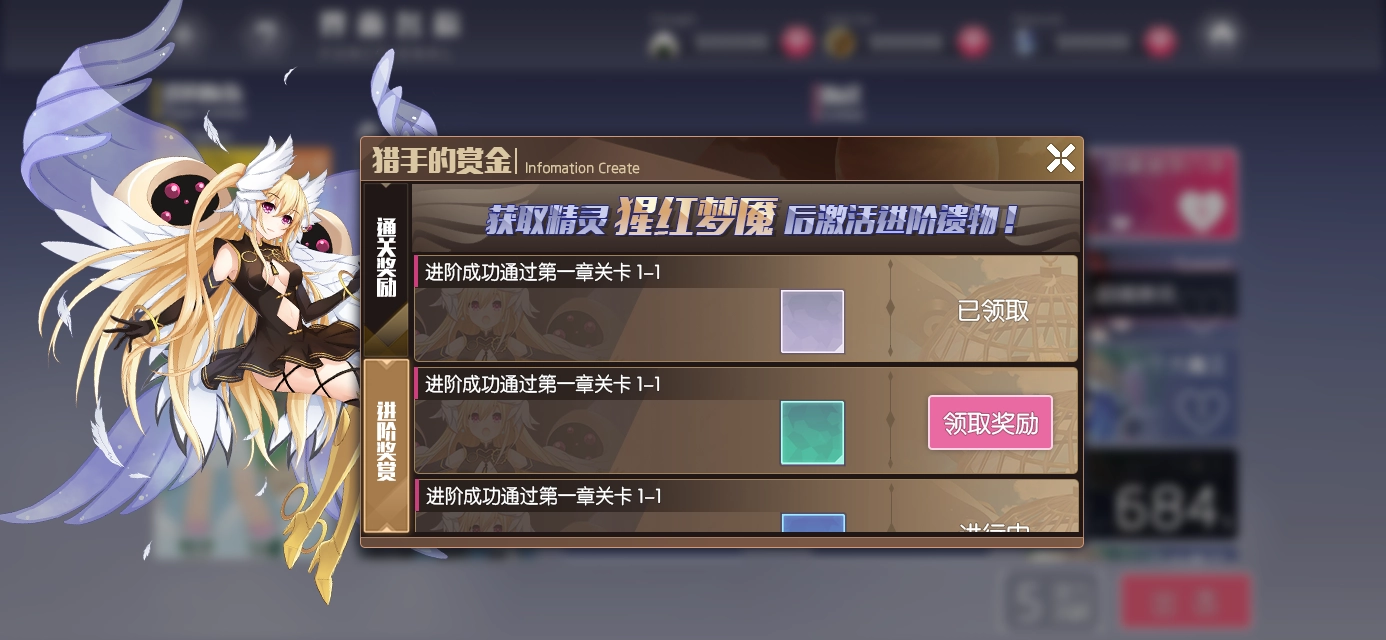 猎手的赏金 Infomation Create
通关奖励
进阶奖赏
获取精灵 猩红梦魇 后激活进阶遗物！
进阶成功通过第一章关卡 1-1
已领取
进阶成功通过第一章关卡 1-1
领取奖励
进阶成功通过第一章关卡 1-1
进行中
684